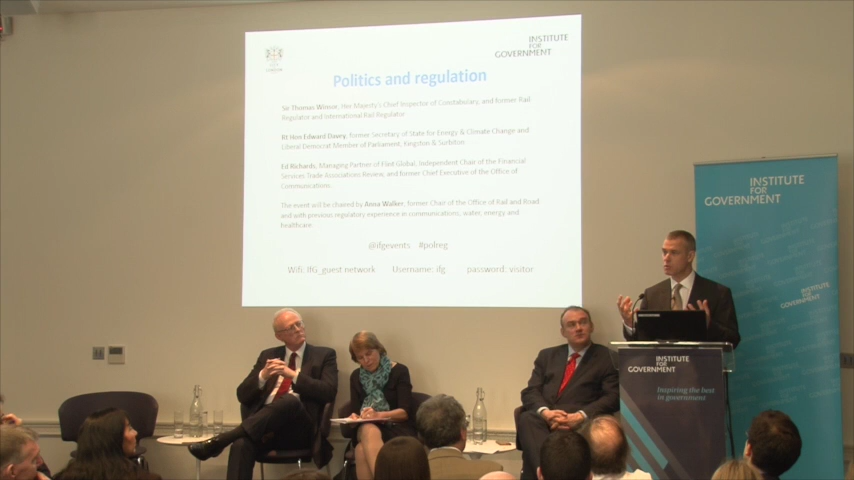 INSTITUTE
FOR
GOVERNMENT
Politics and regulation
Sir Thomas Winsor, Her Majesty's Chief Inspector of Constabulary, and former Rail
Regulator and International Rail Regulator
Rt Hon Edward Davey, former Secretary of State for Energy & Climate Change and
Liberal Democrat Member of Parliament, Kingston & Surbiton
Ed Richards, Managing Partner of Flint Global, Independent Chair of the Financial
Services Trade Associations Review, and former Chief Executive of the Office of
Communications.
The event will be chaired by Anna Walker, former Chair of the Office of Rail and Road
and with previous regulatory experience in communications, water, energy and
healthcare.
@ifgevents #polreg
Wifi: IfG_guest network Username: ifg password: visitor
INSTITUTE
FOR
GOVERNMENT
INSTITUTE
FOR
GOVERNMENT
INSTITUTE
FOR
GOVERNMENT
Inspiring the best
in government